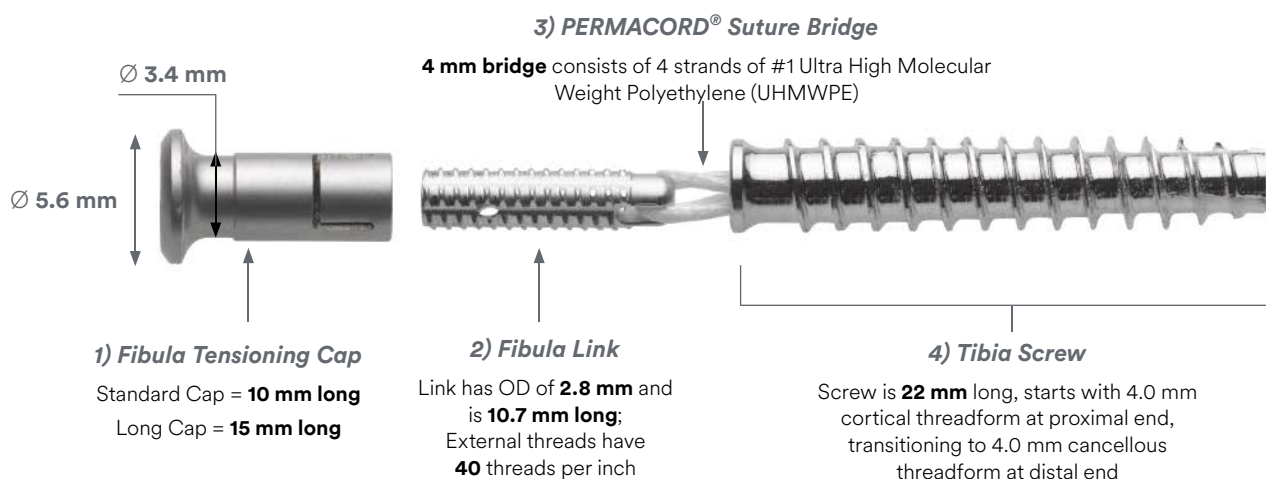 3) PERMACORD® Suture Bridge
4 mm bridge consists of 4 strands of #1 Ultra High Molecular
Weight Polyethylene (UHMWPE)
∅ 3.4 mm
∅ 5.6 mm
1) Fibula Tensioning Cap
Standard Cap = 10 mm long
Long Cap = 15 mm long
2) Fibula Link
Link has OD of 2.8 mm and
is 10.7 mm long;
External threads have
40 threads per inch
4) Tibia Screw
Screw is 22 mm long, starts with 4.0 mm
cortical threadform at proximal end,
transitioning to 4.0 mm cancellous
threadform at distal end